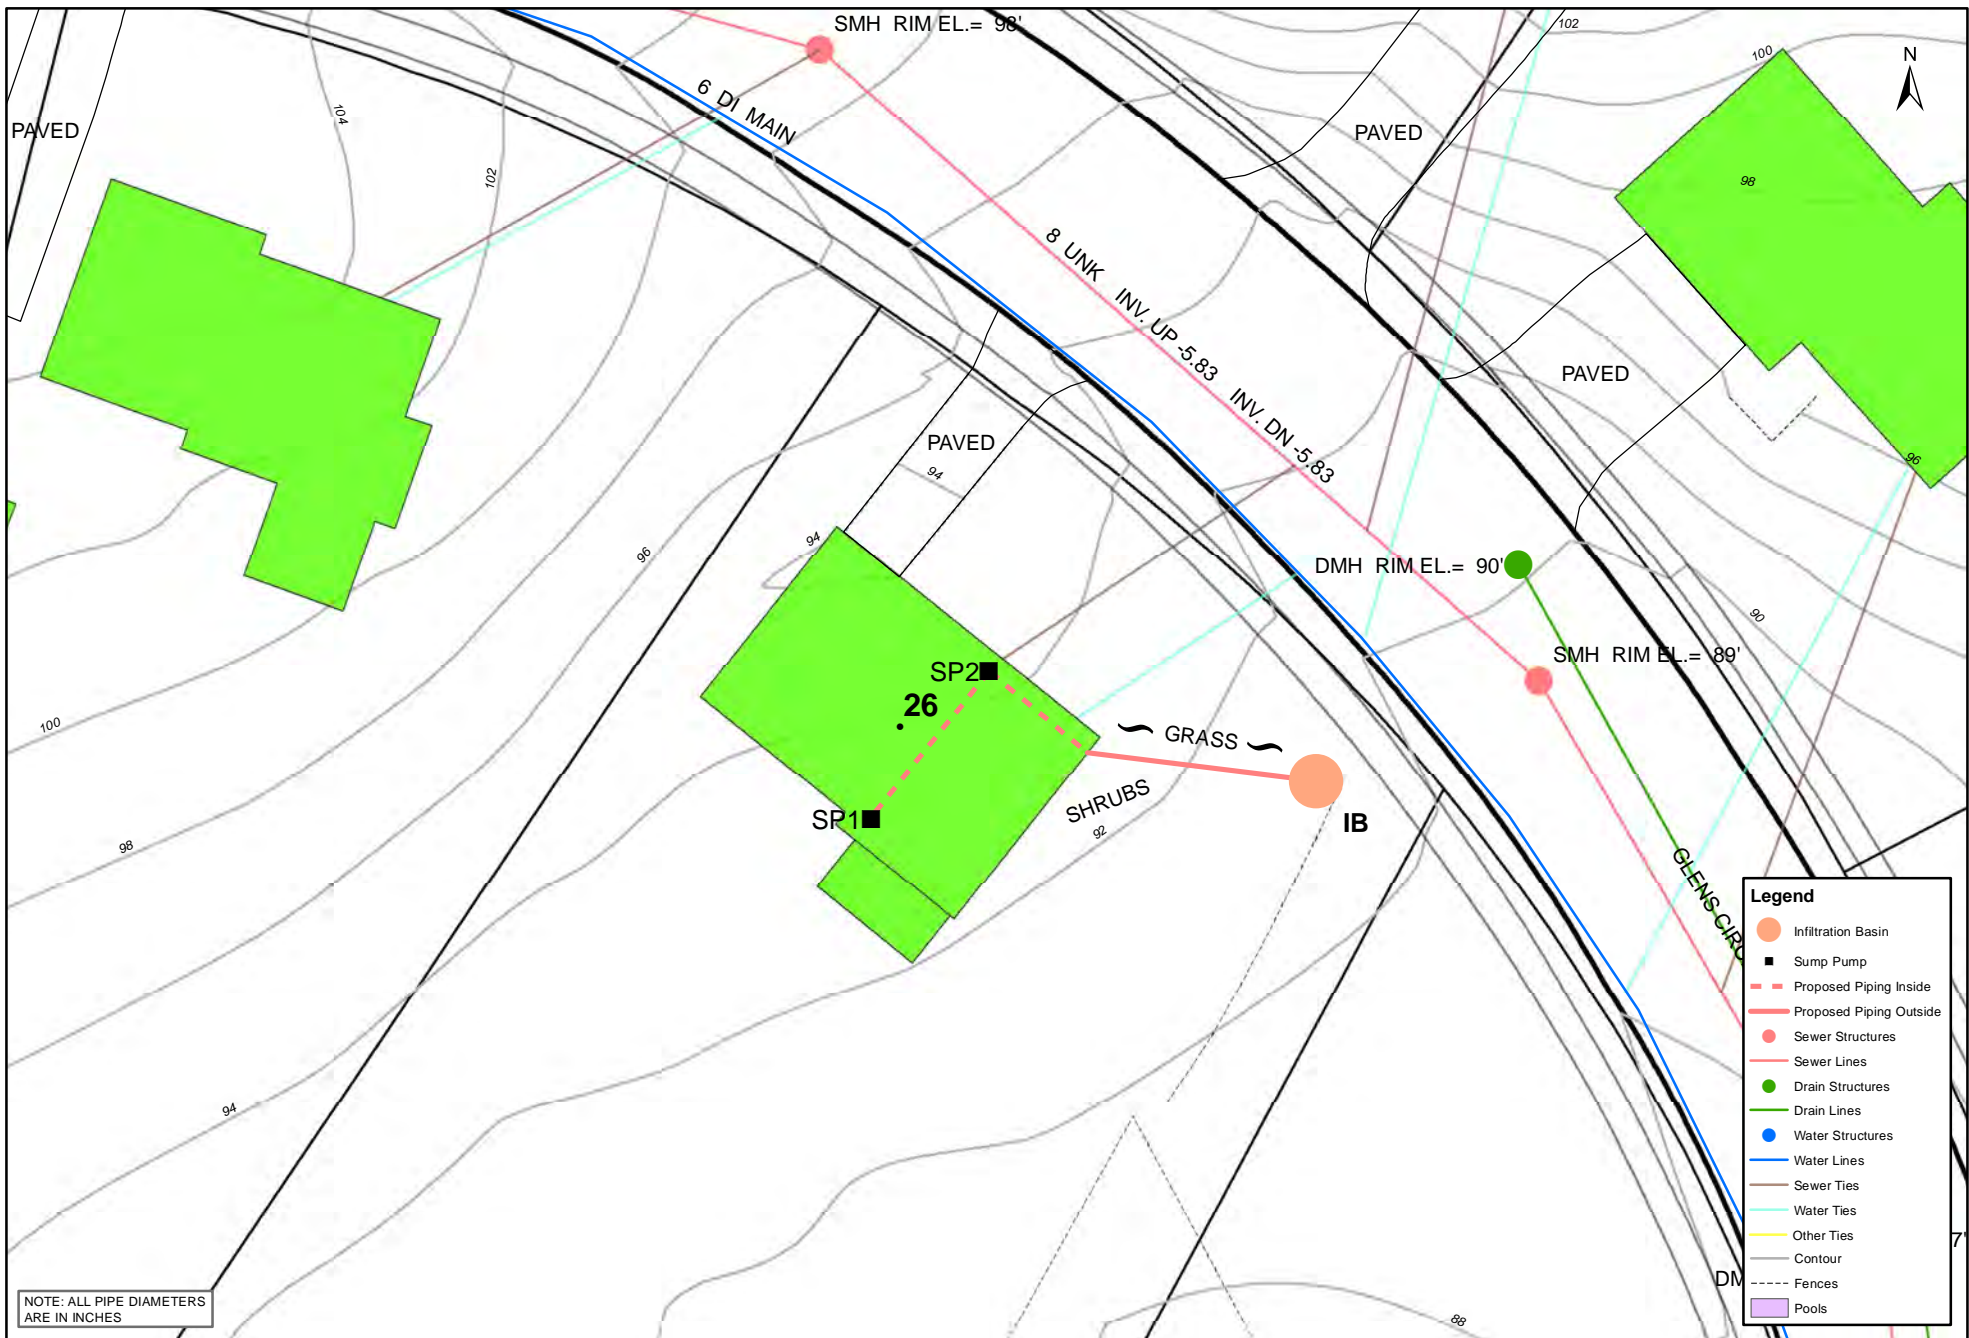 SMH RIM EL.= 98'
102
100
N
104
6 DI MAIN
PAVED
PAVED
102
98
8 UNK INV. UP -5.83 INV. DN -5.83
PAVED
PAVED
94
96
94
96
DMH RIM EL.= 90'
90
SMH RIM EL.= 89'
SP2
26
100
GRASS
SHRUBS
SP1
IB
92
98
GLENS CIRC
94
Legend
Infiltration Basin
Sump Pump
Proposed Piping Inside
Proposed Piping Outside
Sewer Structures
Sewer Lines
Drain Structures
Drain Lines
Water Structures
Water Lines
Sewer Ties
Water Ties
Other Ties
Contour
Fences
Pools
7'
DM
88
NOTE: ALL PIPE DIAMETERS
ARE IN INCHES